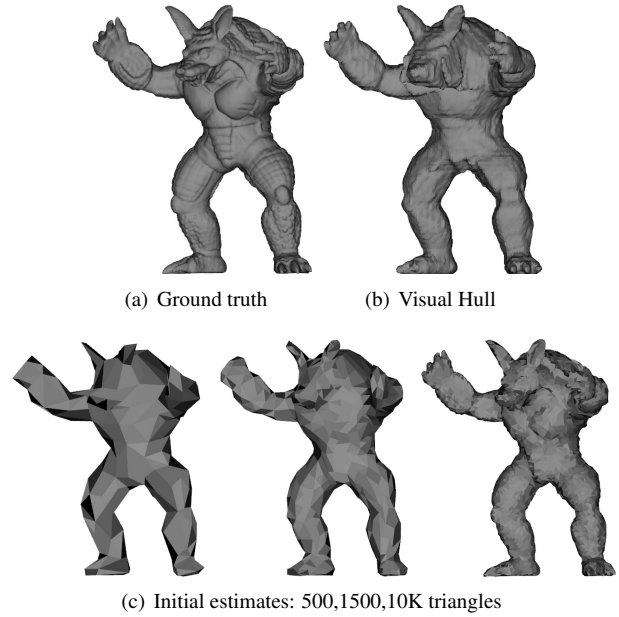 (a) Ground truth
(b) Visual Hull
(c) Initial estimates: 500,1500,10K triangles